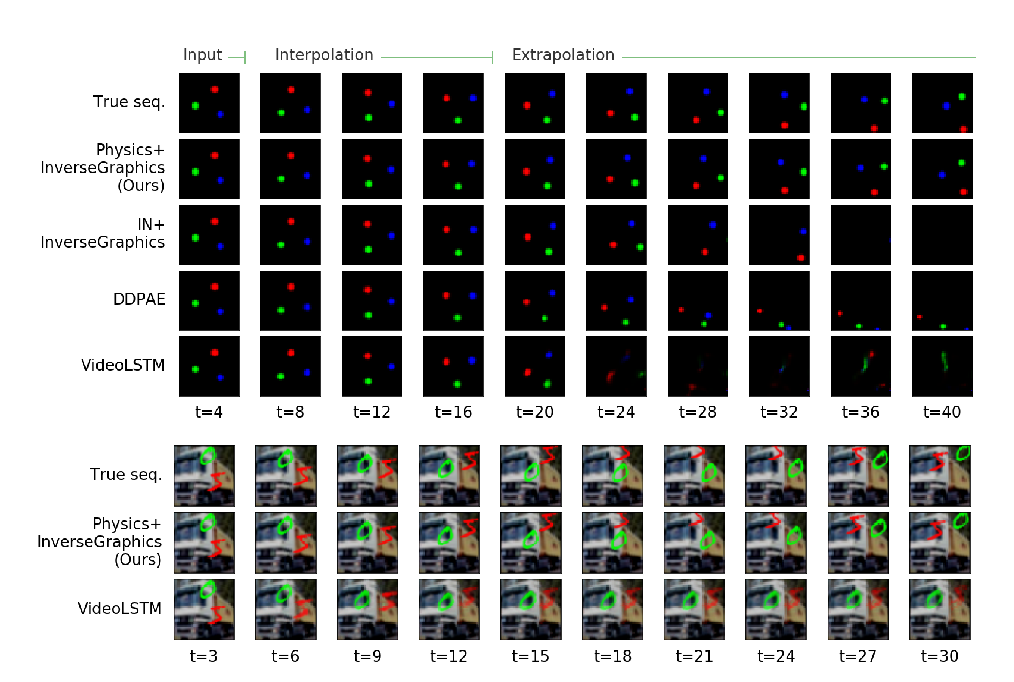 Input Interpolation Extrapolation
True seq.
Physics+
InverseGraphics
(Ours)
IN+
InverseGraphics
DDPAE
VideoLSTM
t=4 t=8 t=12 t=16 t=20 t=24 t=28 t=32 t=36 t=40
True seq.
Physics+
InverseGraphics
(Ours)
VideoLSTM
t=3 t=6 t=9 t=12 t=15 t=18 t=21 t=24 t=27 t=30